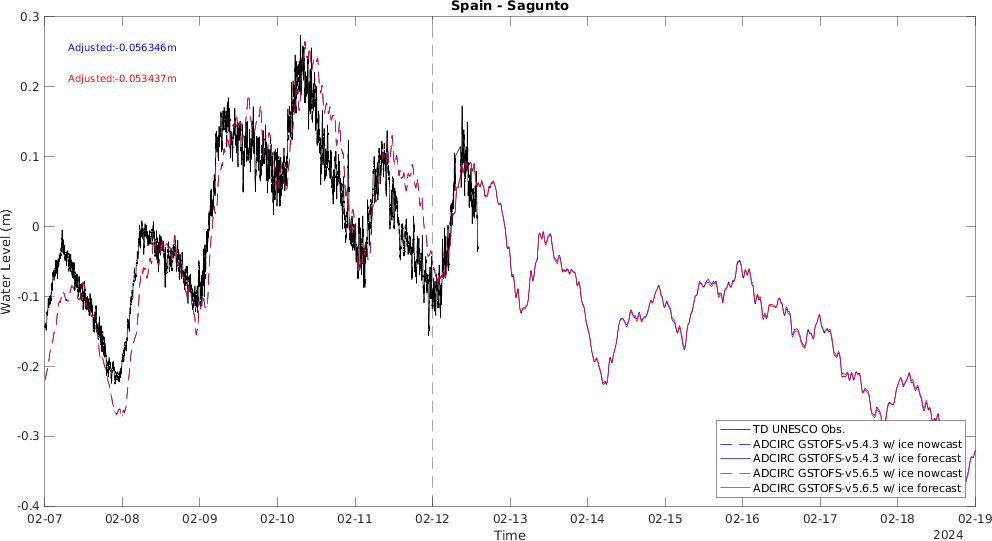 Spain - Sagunto
0.3
Adjusted:-0.056346m
Adjusted:-0.053437m
0.2
0.1
0
-0.1
-0.2
-0.3
-0.4
Water Level (m)
TD UNESCO Obs.
ADCIRC GSTOFS-v5.4.3 w/ ice nowcast
ADCIRC GSTOFS-v5.4.3 w/ ice forecast
ADCIRC GSTOFS-v5.6.5 w/ ice nowcast
ADCIRC GSTOFS-v5.6.5 w/ ice forecast
02-07 02-08 02-09 02-10 02-11 02-12 02-13 02-14 02-15 02-16 02-17 02-18 02-19
Time
2024